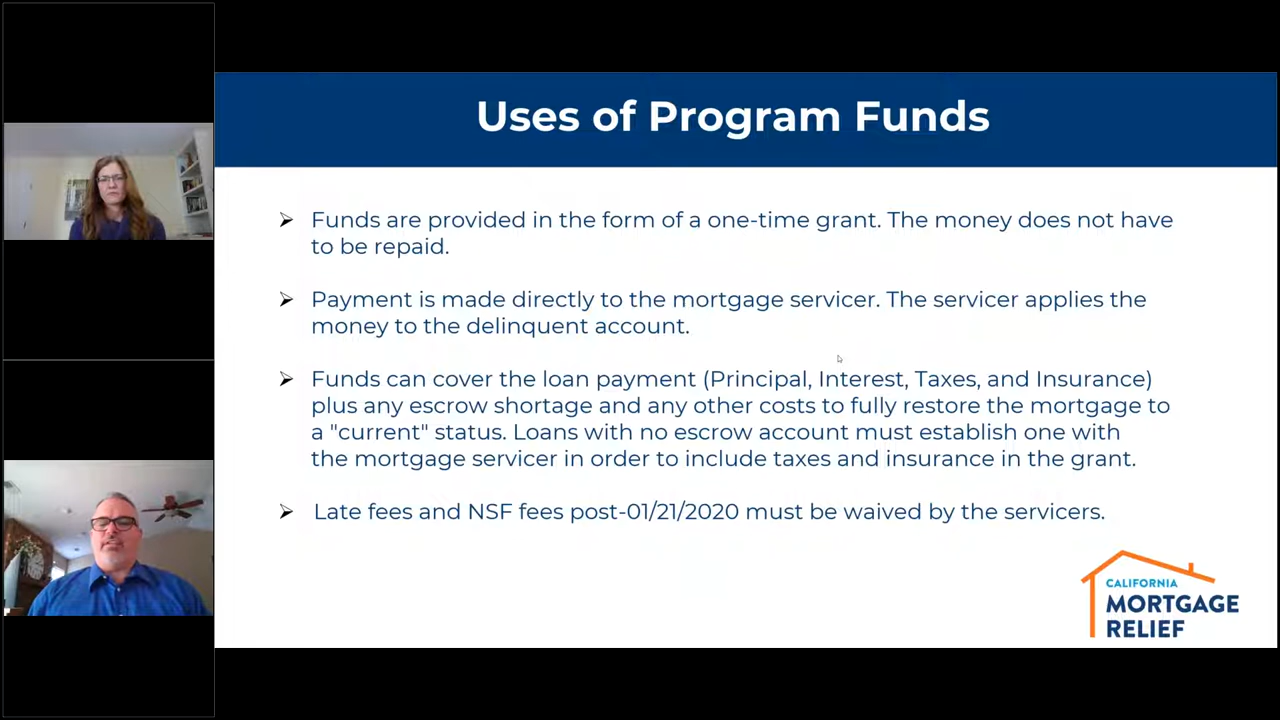 Uses of Program Funds
Funds are provided in the form of a one-time grant. The money does not have
to be repaid.
Payment is made directly to the mortgage servicer. The servicer applies the
money to the delinquent account.
Funds can cover the loan payment (Principal, Interest, Taxes, and Insurance)
plus any escrow shortage and any other costs to fully restore the mortgage to
a "current" status. Loans with no escrow account must establish one with
the mortgage servicer in order to include taxes and insurance in the grant.
Late fees and NSF fees post-01/21/2020 must be waived by the servicers.
CALIFORNIA
MORTGAGE
RELIEF